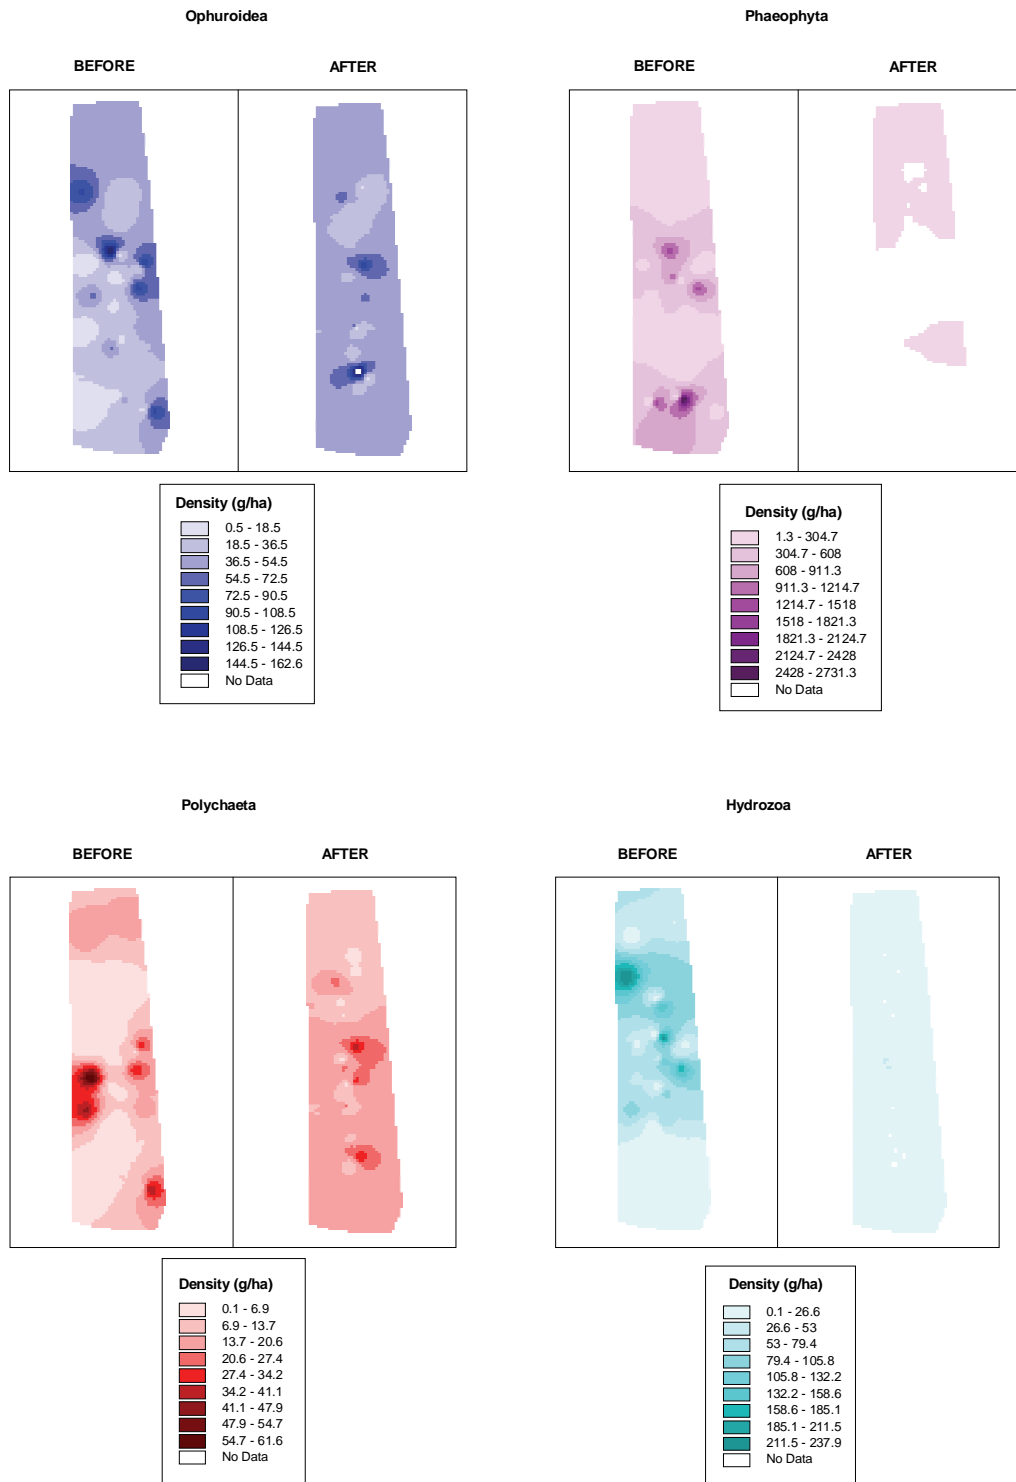 Ophuroidea
BEFORE
AFTER
Density (g/ha)
0.5 - 18.5
18.5 - 36.5
36.5 - 54.5
54.5 - 72.5
72.5 - 90.5
90.5 - 108.5
108.5 - 126.5
126.5 - 144.5
144.5 - 162.6
No Data
Phaeophyta
BEFORE
AFTER
Density (g/ha)
1.3 - 304.7
304.7 - 608
608 - 911.3
911.3 - 1214.7
1214.7 - 1518
1518 - 1821.3
1821.3 - 2124.7
2124.7 - 2428
2428 - 2731.3
No Data
Polychaeta
BEFORE
AFTER
Density (g/ha)
0.1 - 6.9
6.9 - 13.7
13.7 - 20.6
20.6 - 27.4
27.4 - 34.2
34.2 - 41.1
41.1 - 47.9
47.9 - 54.7
54.7 - 61.6
No Data
Hydrozoa
BEFORE
AFTER
Density (g/ha)
0.1 - 26.6
26.6 - 53
53 - 79.4
79.4 - 105.8
105.8 - 132.2
132.2 - 158.6
158.6 - 185.1
185.1 - 211.5
211.5 - 237.9
No Data